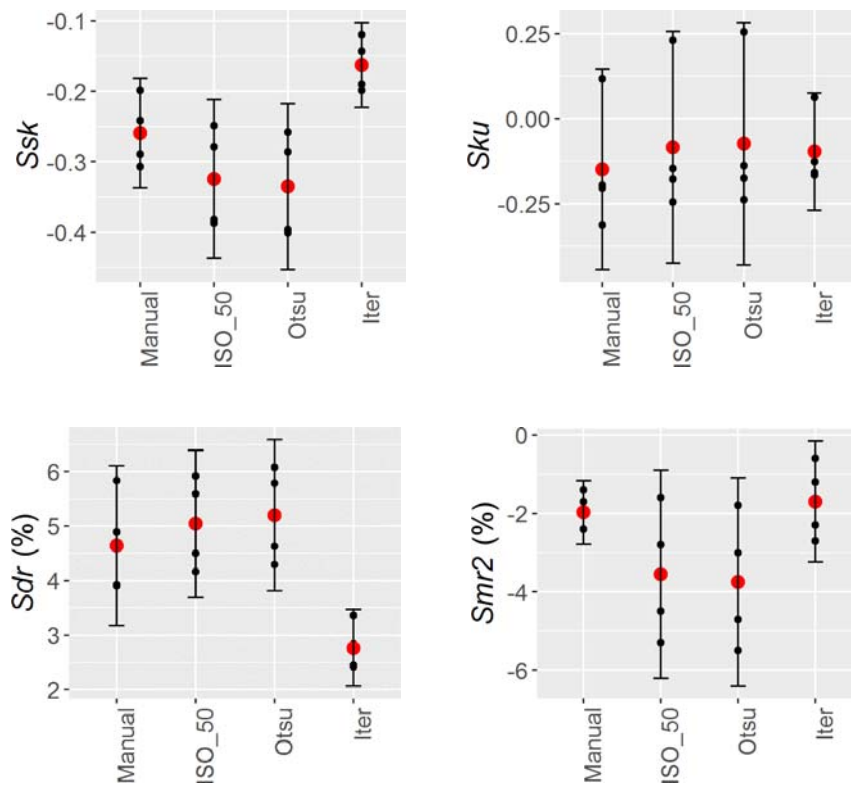 Ssk
-0.1
-0.2
-0.3
-0.4
Manual
ISO_50
Otsu
Iter
Sku
0.25
0.00
-0.25
Manual
ISO_50
Otsu
Iter
Sdr (%)
6
5
4
3
2
Manual
ISO_50
Otsu
Iter
Smr2 (%)
0
-2
-4
-6
Manual
ISO_50
Otsu
Iter